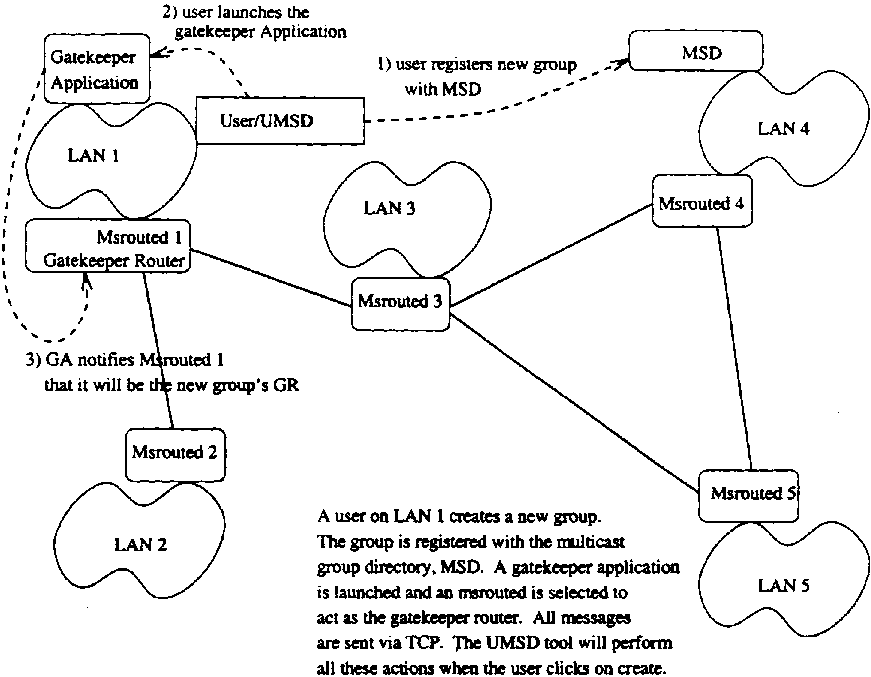 2) user launches the
gatekeeper Application
Gatekeeper
Application
1) user registers new group
with MSD
MSD
User/UMSD
LAN 1
LAN 4
LAN 3
Msrouted 4
Msrouted 1
Gatekeeper Router
Msrouted 3
3) GA notifies Msrouted 1
that it will be the new group's GR
Msrouted 2
LAN 2
Msrouted 5
LAN 5
A user on LAN 1 creates a new group.
The group is registered with the multicast
group directory, MSD. A gatekeeper application
is launched and an msrouted is selected to
act as the gatekeeper router. All messages
are sent via TCP. The UMSD tool will perform
all these actions when the user clicks on create.